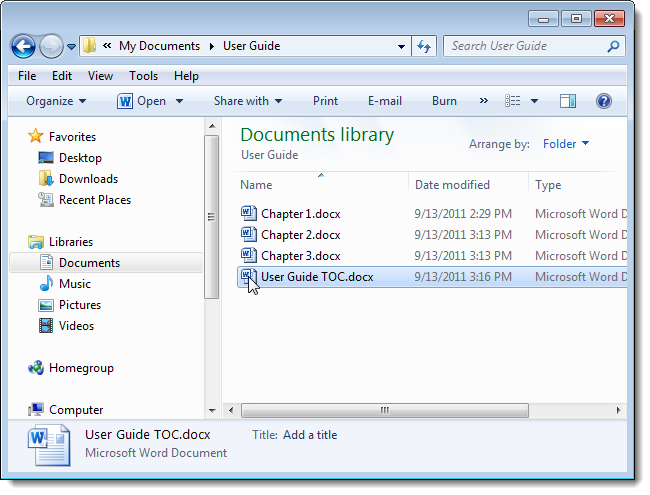 « My Documents ▸ User Guide
Search User Guide
File Edit View Tools Help
Organize Open Share with Print E-mail Burn »
Favorites
Desktop
Downloads
Recent Places
Libraries
Documents
Music
Pictures
Videos
Homegroup
Computer
Documents library
User Guide
Arrange by: Folder
Name Date modified Type
Chapter 1.docx 9/13/2011 2:29 PM Microsoft Word D
Chapter 2.docx 9/13/2011 3:13 PM Microsoft Word D
Chapter 3.docx 9/13/2011 3:13 PM Microsoft Word D
User Guide TOC.docx 9/13/2011 3:16 PM Microsoft Word D
User Guide TOC.docx Title: Add a title
Microsoft Word Document